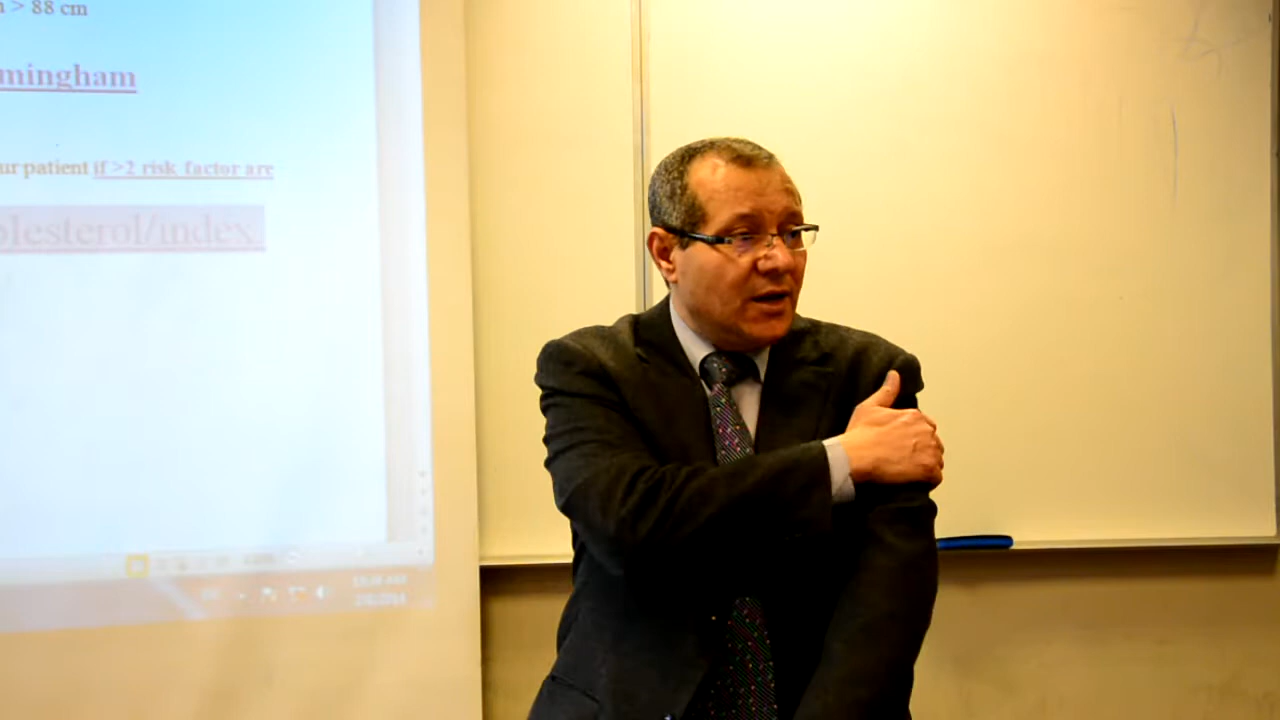 > 88 cm
mingham
ur patient if >2 risk factor are
olesterol/index.